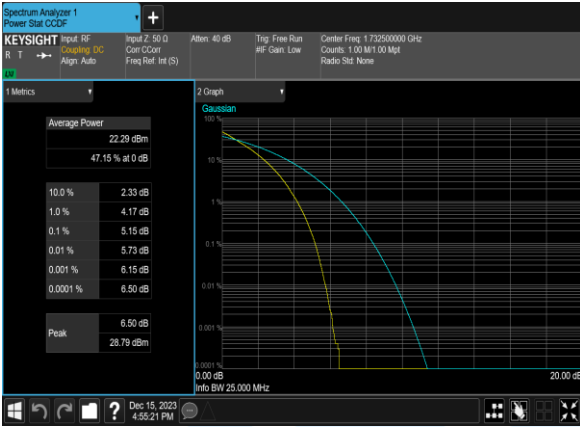 Spectrum Analyzer 1
Power Stat CCDF
+
KEYSIGHT
R T
LVI
Input: RF
Coupling: DC
Align: Auto
Input Z: 50 Ω
Corr CCorr
Freq Ref: Int (S)
Atten: 40 dB
Trig: Free Run
#IF Gain: Low
Center Freq: 1.732500000 GHz
Counts: 1.00 M/1.00 Mpt
Radio Std: None
1 Metrics
Average Power
22.29 dBm
47.15 % at 0 dB
10.0 % 2.33 dB
1.0 % 4.17 dB
0.1 % 5.15 dB
0.01 % 5.73 dB
0.001 % 6.15 dB
0.0001 % 6.50 dB
Peak
6.50 dB
28.79 dBm
2 Graph
Gaussian
100 %
10 %
1 %
0.1 %
0.01 %
0.001 %
0.0001 %
0.00 dB 20.00 dB
Info BW 25.000 MHz
?
Dec 15, 2023
4:55:21 PM